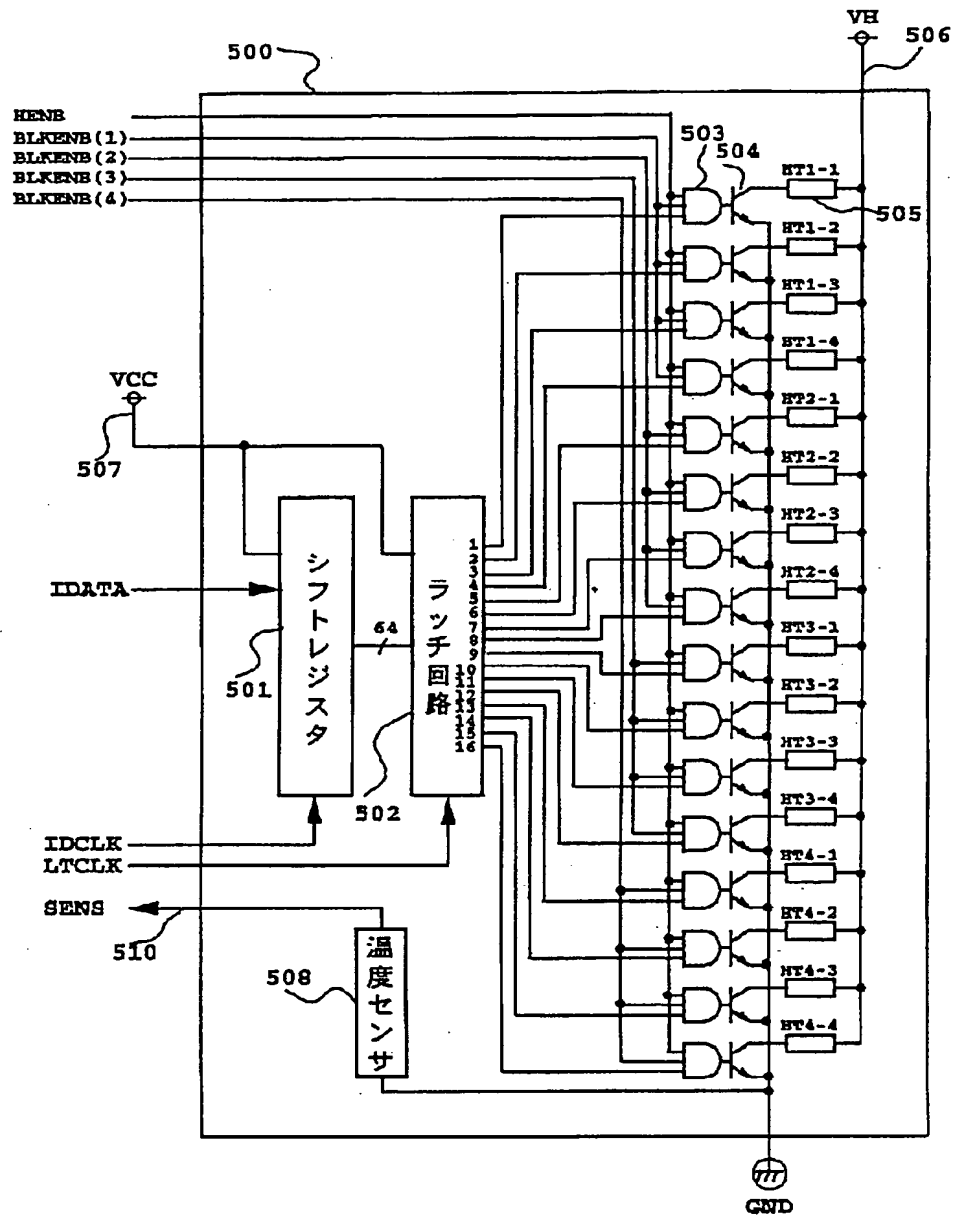 VH
506
500
HENB
BLKENB(1)
BLKENB(2)
BLKENB(3)
BLKENB(4)
503
504
HT1-1
505
HT1-2
HT1-3
HT1-4
VCC
507
HT2-1
HT2-2
HT2-3
HT2-4
HT3-1
HT3-2
HT3-3
HT3-4
HT4-1
HT4-2
HT4-3
HT4-4
IDATA
シフトレジスタ
501
64
ラッチ回路
502
1
2
3
4
5
6
7
8
9
10
11
12
13
14
15
16
IDCLK
LTCLK
SENS
510
508
温度センサ
GND